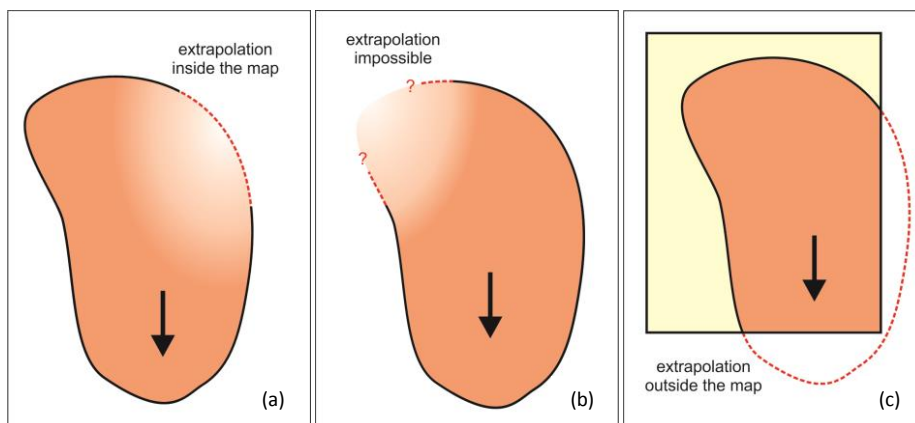 extrapolation
inside the map
(a)
extrapolation
impossible
?
?
(b)
extrapolation
outside the map
(c)